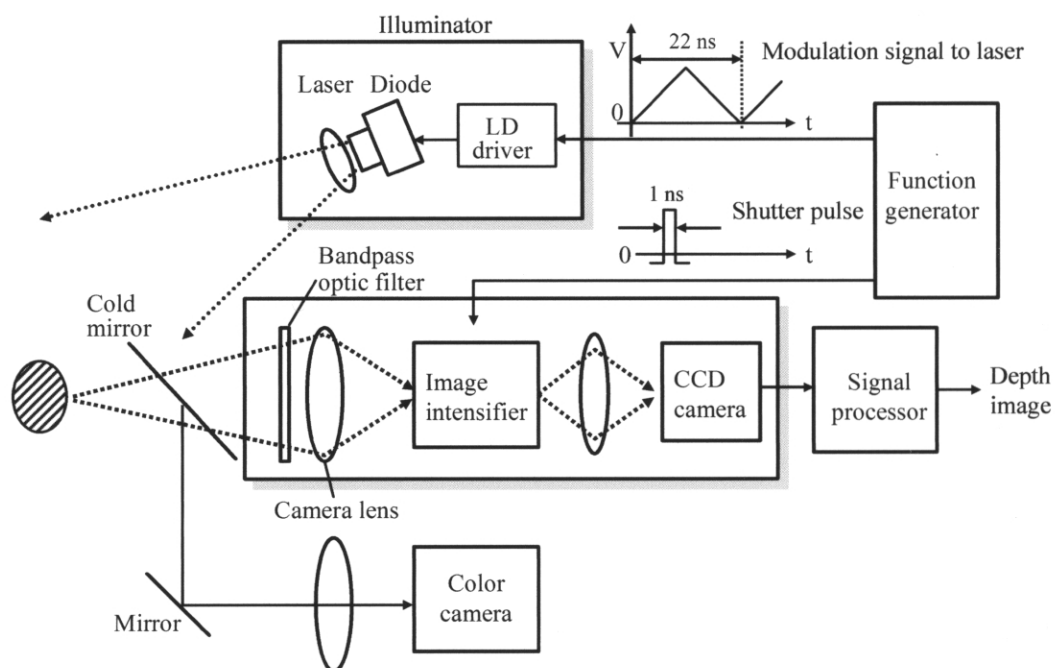 Illuminator
V
22 ns
Modulation signal to laser
0
t
Laser Diode
LD
driver
Function
generator
1 ns
Shutter pulse
0
t
Bandpass
optic filter
Cold
mirror
Image
intensifier
CCD
camera
Signal
processor
Depth
image
Camera lens
Mirror
Color
camera